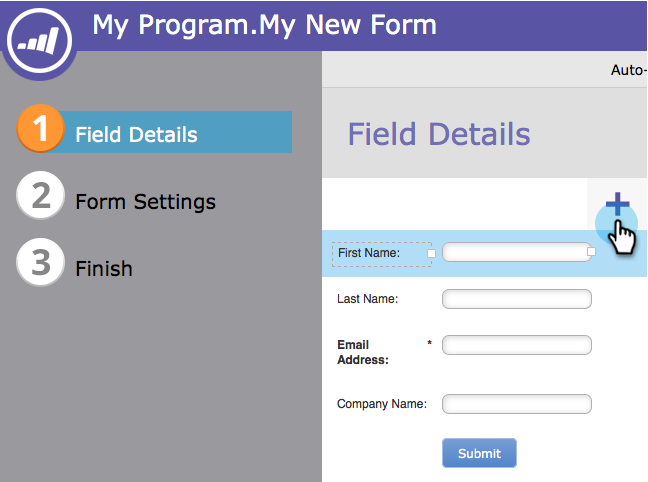 My Program.My New Form
Auto-
1 Field Details
Field Details
2 Form Settings
3 Finish
First Name:
Last Name:
Email
Address: *
Company Name:
Submit